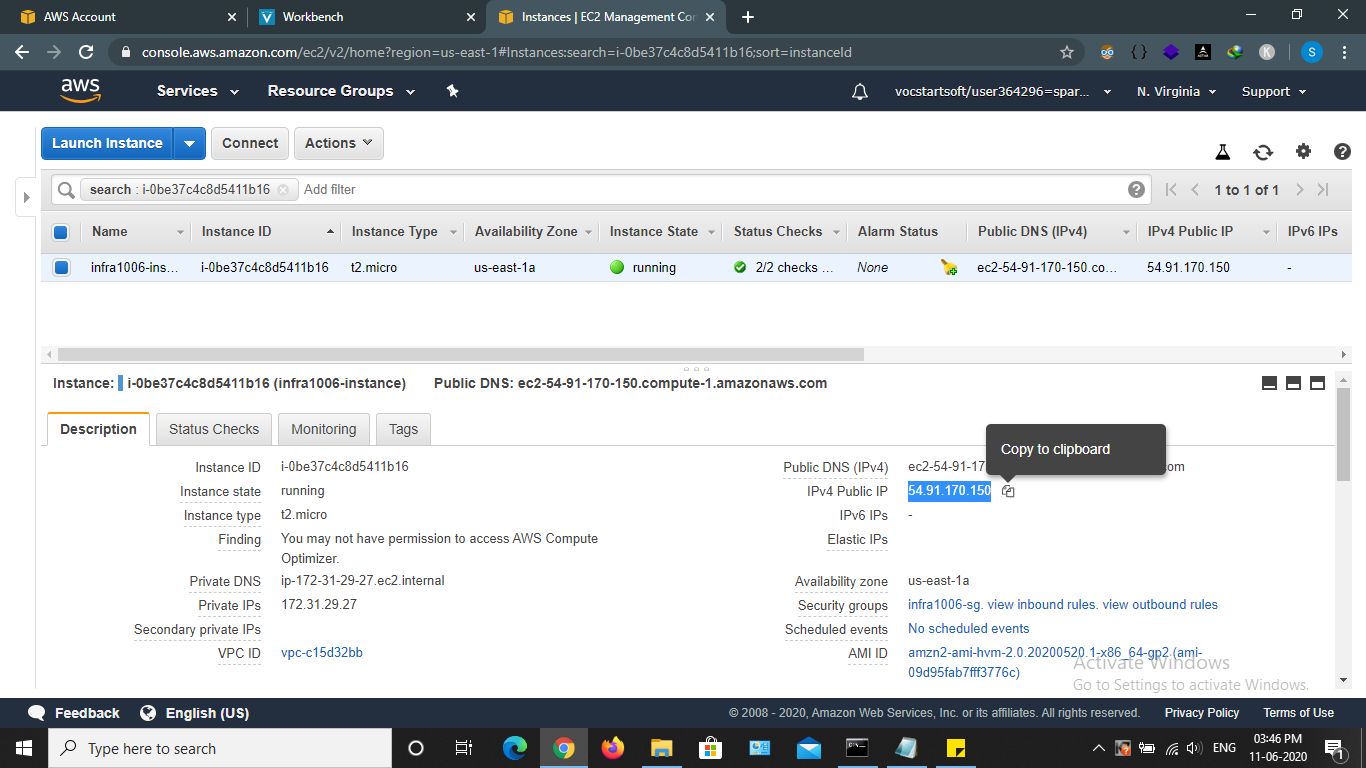 AWS Account
Workbench
Instances | EC2 Management Con
console.aws.amazon.com/ec2/v2/home?region=us-east-1#Instances:search=i-0be37c4c8d5411b16;sort=instanceId
K
S
aws Services Resource Groups vocstartsoft/user364296=spar... N. Virginia Support
Launch Instance Connect Actions
search : i-0be37c4c8d5411b16 Add filter 1 to 1 of 1
Name Instance ID Instance Type Availability Zone Instance State Status Checks Alarm Status Public DNS (IPv4) IPv4 Public IP IPv6 IPs
infra1006-ins... i-0be37c4c8d5411b16 t2.micro us-east-1a running 2/2 checks ... None ec2-54-91-170-150.co... 54.91.170.150 -
Instance: i-0be37c4c8d5411b16 (infra1006-instance) Public DNS: ec2-54-91-170-150.compute-1.amazonaws.com
Description Status Checks Monitoring Tags
Copy to clipboard
Instance ID i-0be37c4c8d5411b16 Public DNS (IPv4) ec2-54-91-17 om
Instance state running IPv4 Public IP 54.91.170.150
Instance type t2.micro IPv6 IPs -
Finding You may not have permission to access AWS Compute Elastic IPs
Optimizer.
Private DNS ip-172-31-29-27.ec2.internal Availability zone us-east-1a
Private IPs 172.31.29.27 Security groups infra1006-sg. view inbound rules. view outbound rules
Secondary private IPs Scheduled events No scheduled events
VPC ID vpc-c15d32bb AMI ID amzn2-ami-hvm-2.0.20200520.1-x86_64-gp2 (ami-
09d95fab7fff3776c)
Activate Windows
Go to Settings to activate Windows.
Feedback English (US) © 2008 - 2020, Amazon Web Services, Inc. or its affiliates. All rights reserved. Privacy Policy Terms of Use
Type here to search ENG 03:46 PM
11-06-2020
1